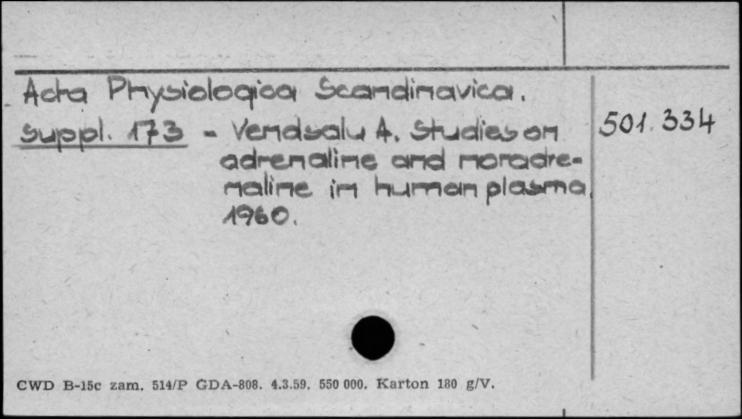 Acta Physiologica Scandinavica.
Suppl. 173 - Vendsalu A. Studies on
adrenaline and noradre-
naline in human plasma.
1960.
501.334
CWD B-15c zam. 514/P GDA-808. 4.3.59. 550 000. Karton 180 g/V.